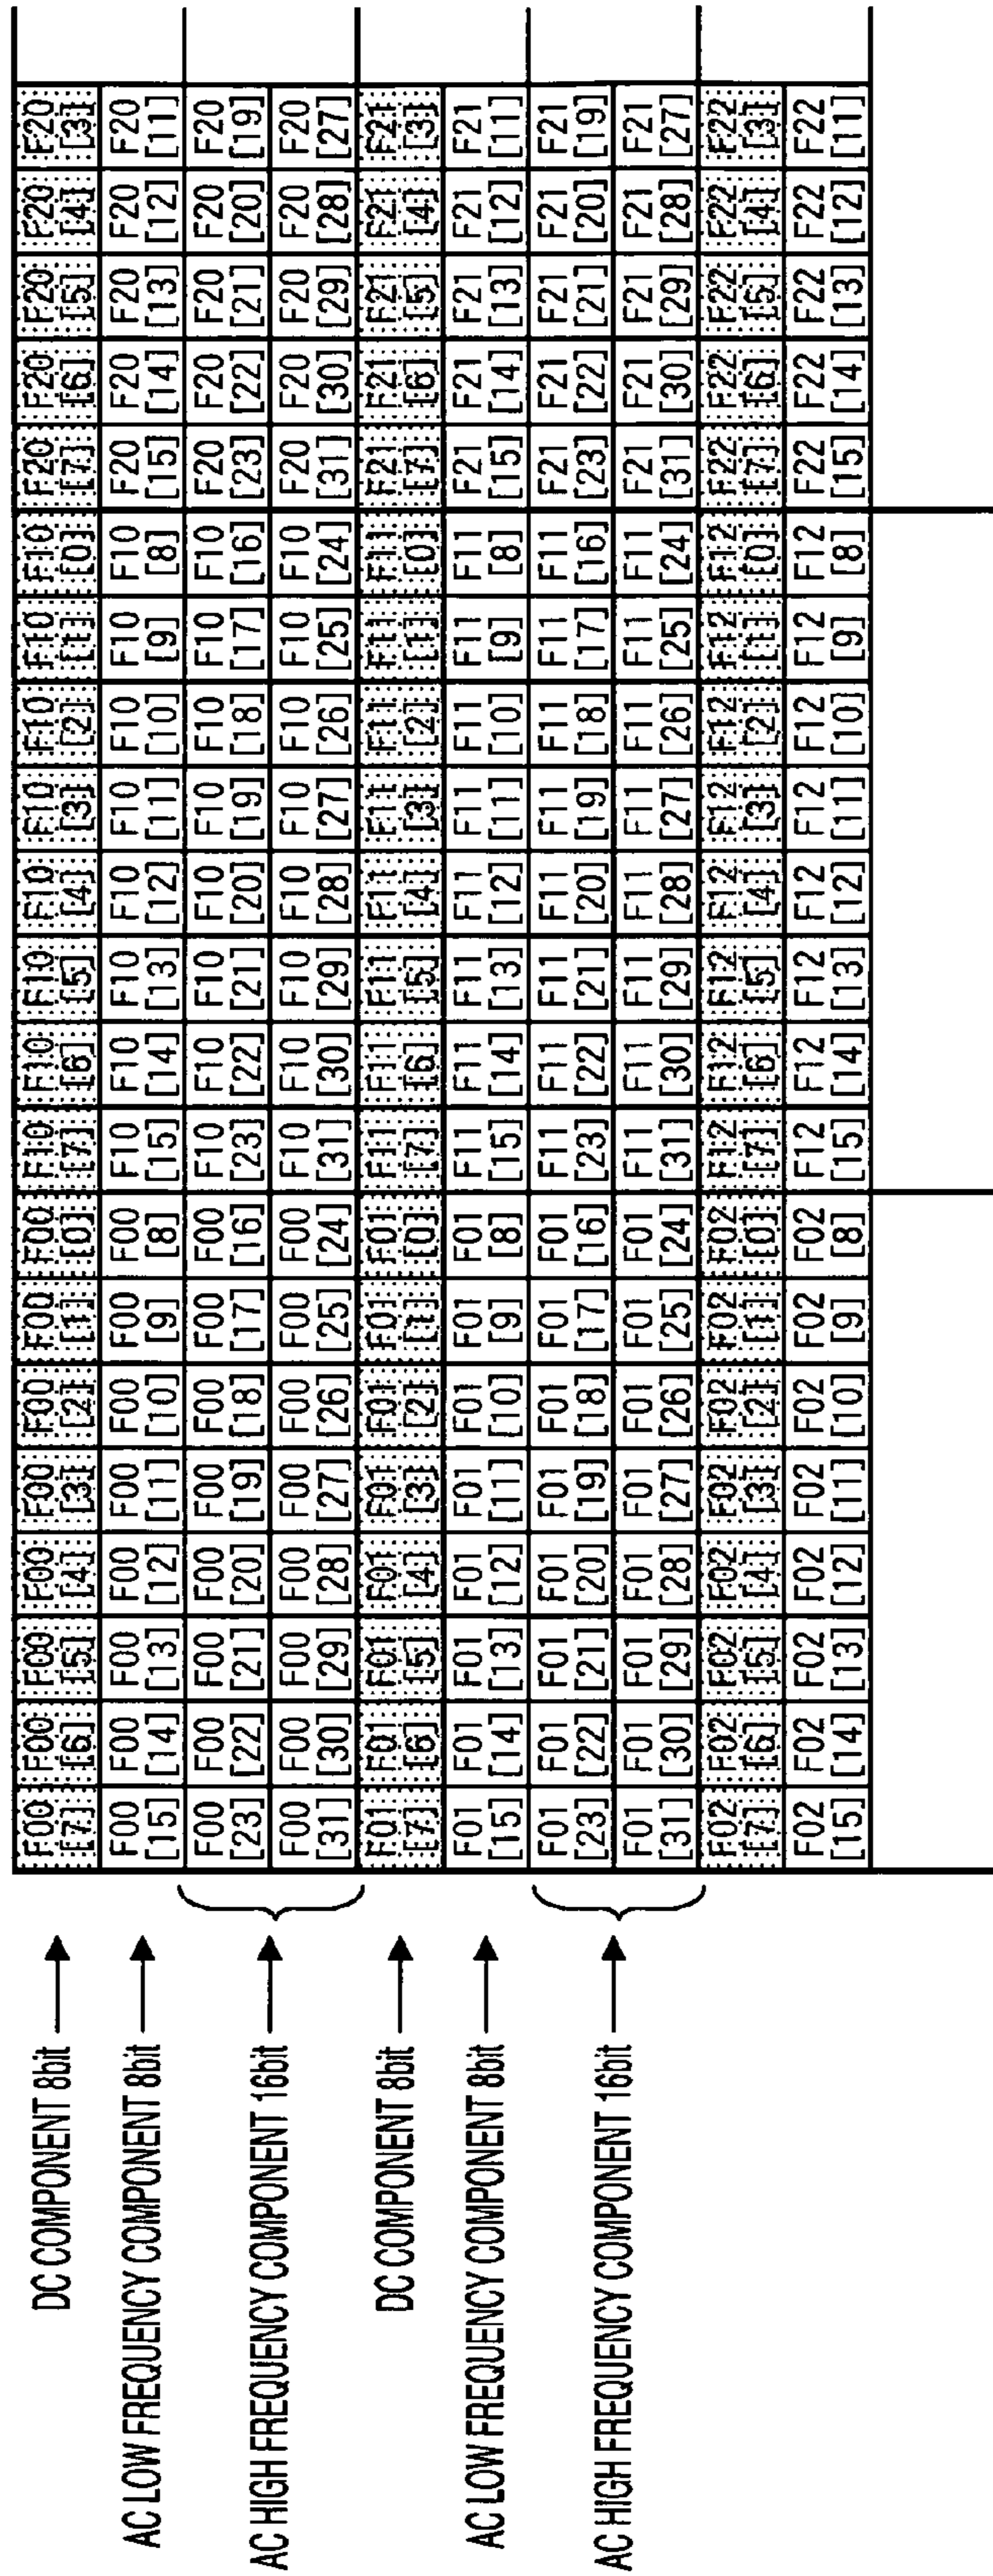 DC COMPONENT 8bit
F00 F00 F00 F00 F00 F00 F00 F00 F10 F10 F10 F10 F10 F10 F10 F10 F20 F20 F20 F20 F20
[7] [6] [5] [4] [3] [2] [1] [0] [7] [6] [5] [4] [3] [2] [1] [0] [7] [6] [5] [4] [3]
AC LOW FREQUENCY COMPONENT 8bit
F00 F00 F00 F00 F00 F00 F00 F00 F10 F10 F10 F10 F10 F10 F10 F10 F20 F20 F20 F20 F20
[15] [14] [13] [12] [11] [10] [9] [8] [15] [14] [13] [12] [11] [10] [9] [8] [15] [14] [13] [12] [11]
AC HIGH FREQUENCY COMPONENT 16bit
F00 F00 F00 F00 F00 F00 F00 F00 F10 F10 F10 F10 F10 F10 F10 F10 F20 F20 F20 F20 F20
[23] [22] [21] [20] [19] [18] [17] [16] [23] [22] [21] [20] [19] [18] [17] [16] [23] [22] [21] [20] [19]
F00 F00 F00 F00 F00 F00 F00 F00 F10 F10 F10 F10 F10 F10 F10 F10 F20 F20 F20 F20 F20
[31] [30] [29] [28] [27] [26] [25] [24] [31] [30] [29] [28] [27] [26] [25] [24] [31] [30] [29] [28] [27]
DC COMPONENT 8bit
F01 F01 F01 F01 F01 F01 F01 F01 F11 F11 F11 F11 F11 F11 F11 F11 F21 F21 F21 F21 F21
[7] [6] [5] [4] [3] [2] [1] [0] [7] [6] [5] [4] [3] [2] [1] [0] [7] [6] [5] [4] [3]
AC LOW FREQUENCY COMPONENT 8bit
F01 F01 F01 F01 F01 F01 F01 F01 F11 F11 F11 F11 F11 F11 F11 F11 F21 F21 F21 F21 F21
[15] [14] [13] [12] [11] [10] [9] [8] [15] [14] [13] [12] [11] [10] [9] [8] [15] [14] [13] [12] [11]
AC HIGH FREQUENCY COMPONENT 16bit
F01 F01 F01 F01 F01 F01 F01 F01 F11 F11 F11 F11 F11 F11 F11 F11 F21 F21 F21 F21 F21
[23] [22] [21] [20] [19] [18] [17] [16] [23] [22] [21] [20] [19] [18] [17] [16] [23] [22] [21] [20] [19]
F01 F01 F01 F01 F01 F01 F01 F01 F11 F11 F11 F11 F11 F11 F11 F11 F21 F21 F21 F21 F21
[31] [30] [29] [28] [27] [26] [25] [24] [31] [30] [29] [28] [27] [26] [25] [24] [31] [30] [29] [28] [27]
F02 F02 F02 F02 F02 F02 F02 F02 F12 F12 F12 F12 F12 F12 F12 F12 F22 F22 F22 F22 F22
[7] [6] [5] [4] [3] [2] [1] [0] [7] [6] [5] [4] [3] [2] [1] [0] [7] [6] [5] [4] [3]
F02 F02 F02 F02 F02 F02 F02 F02 F12 F12 F12 F12 F12 F12 F12 F12 F22 F22 F22 F22 F22
[15] [14] [13] [12] [11] [10] [9] [8] [15] [14] [13] [12] [11] [10] [9] [8] [15] [14] [13] [12] [11]